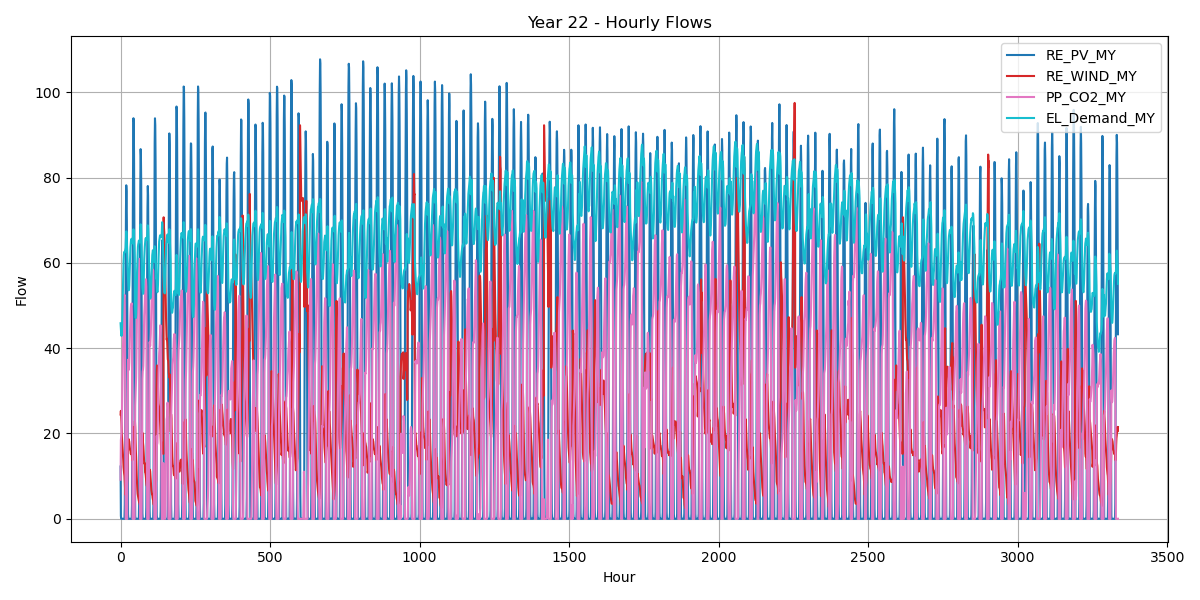 Year 22 - Hourly Flows
RE_PV_MY
RE_WIND_MY
PP_CO2_MY
EL_Demand_MY
100
80
60
40
20
0
Flow
0 500 1000 1500 2000 2500 3000 3500
Hour